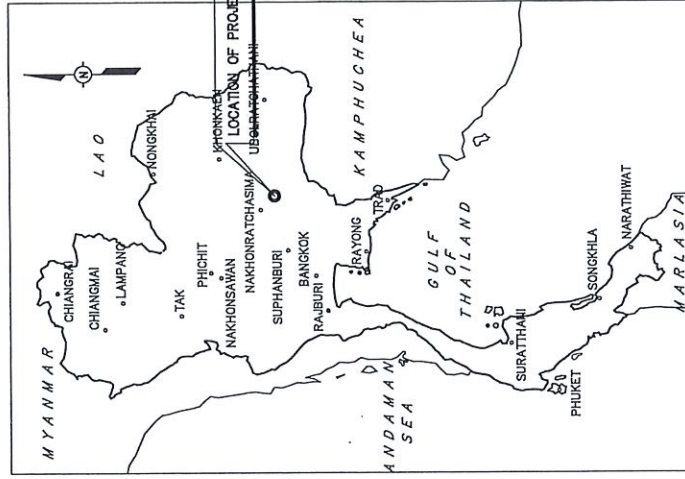 MYANMAR
LAO
CHIANGRAI
CHIANGMAI
LAMPANG
NONGKHAI
TAK
PHICHIT
NAKHONSAWAN
KHONKAEN
LOCATION OF PROJE
UBOLRATCHATHANI
NAKHONRATCHASIMA
SUPHANBURI
BANGKOK
RAJBURI
RAYONG
TRAD
KAMPHUCHEA
GULF
OF
THAILAND
ANDAMAN
SEA
SURATTHANI
PHUKET
SONGKHLA
NARATHIWAT
MARLASIA
N